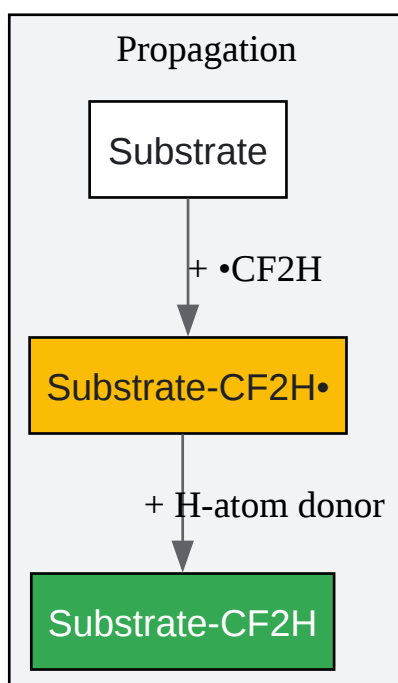 Propagation
Substrate
+ •CF2H
Substrate-CF2H•
+ H-atom donor
Substrate-CF2H